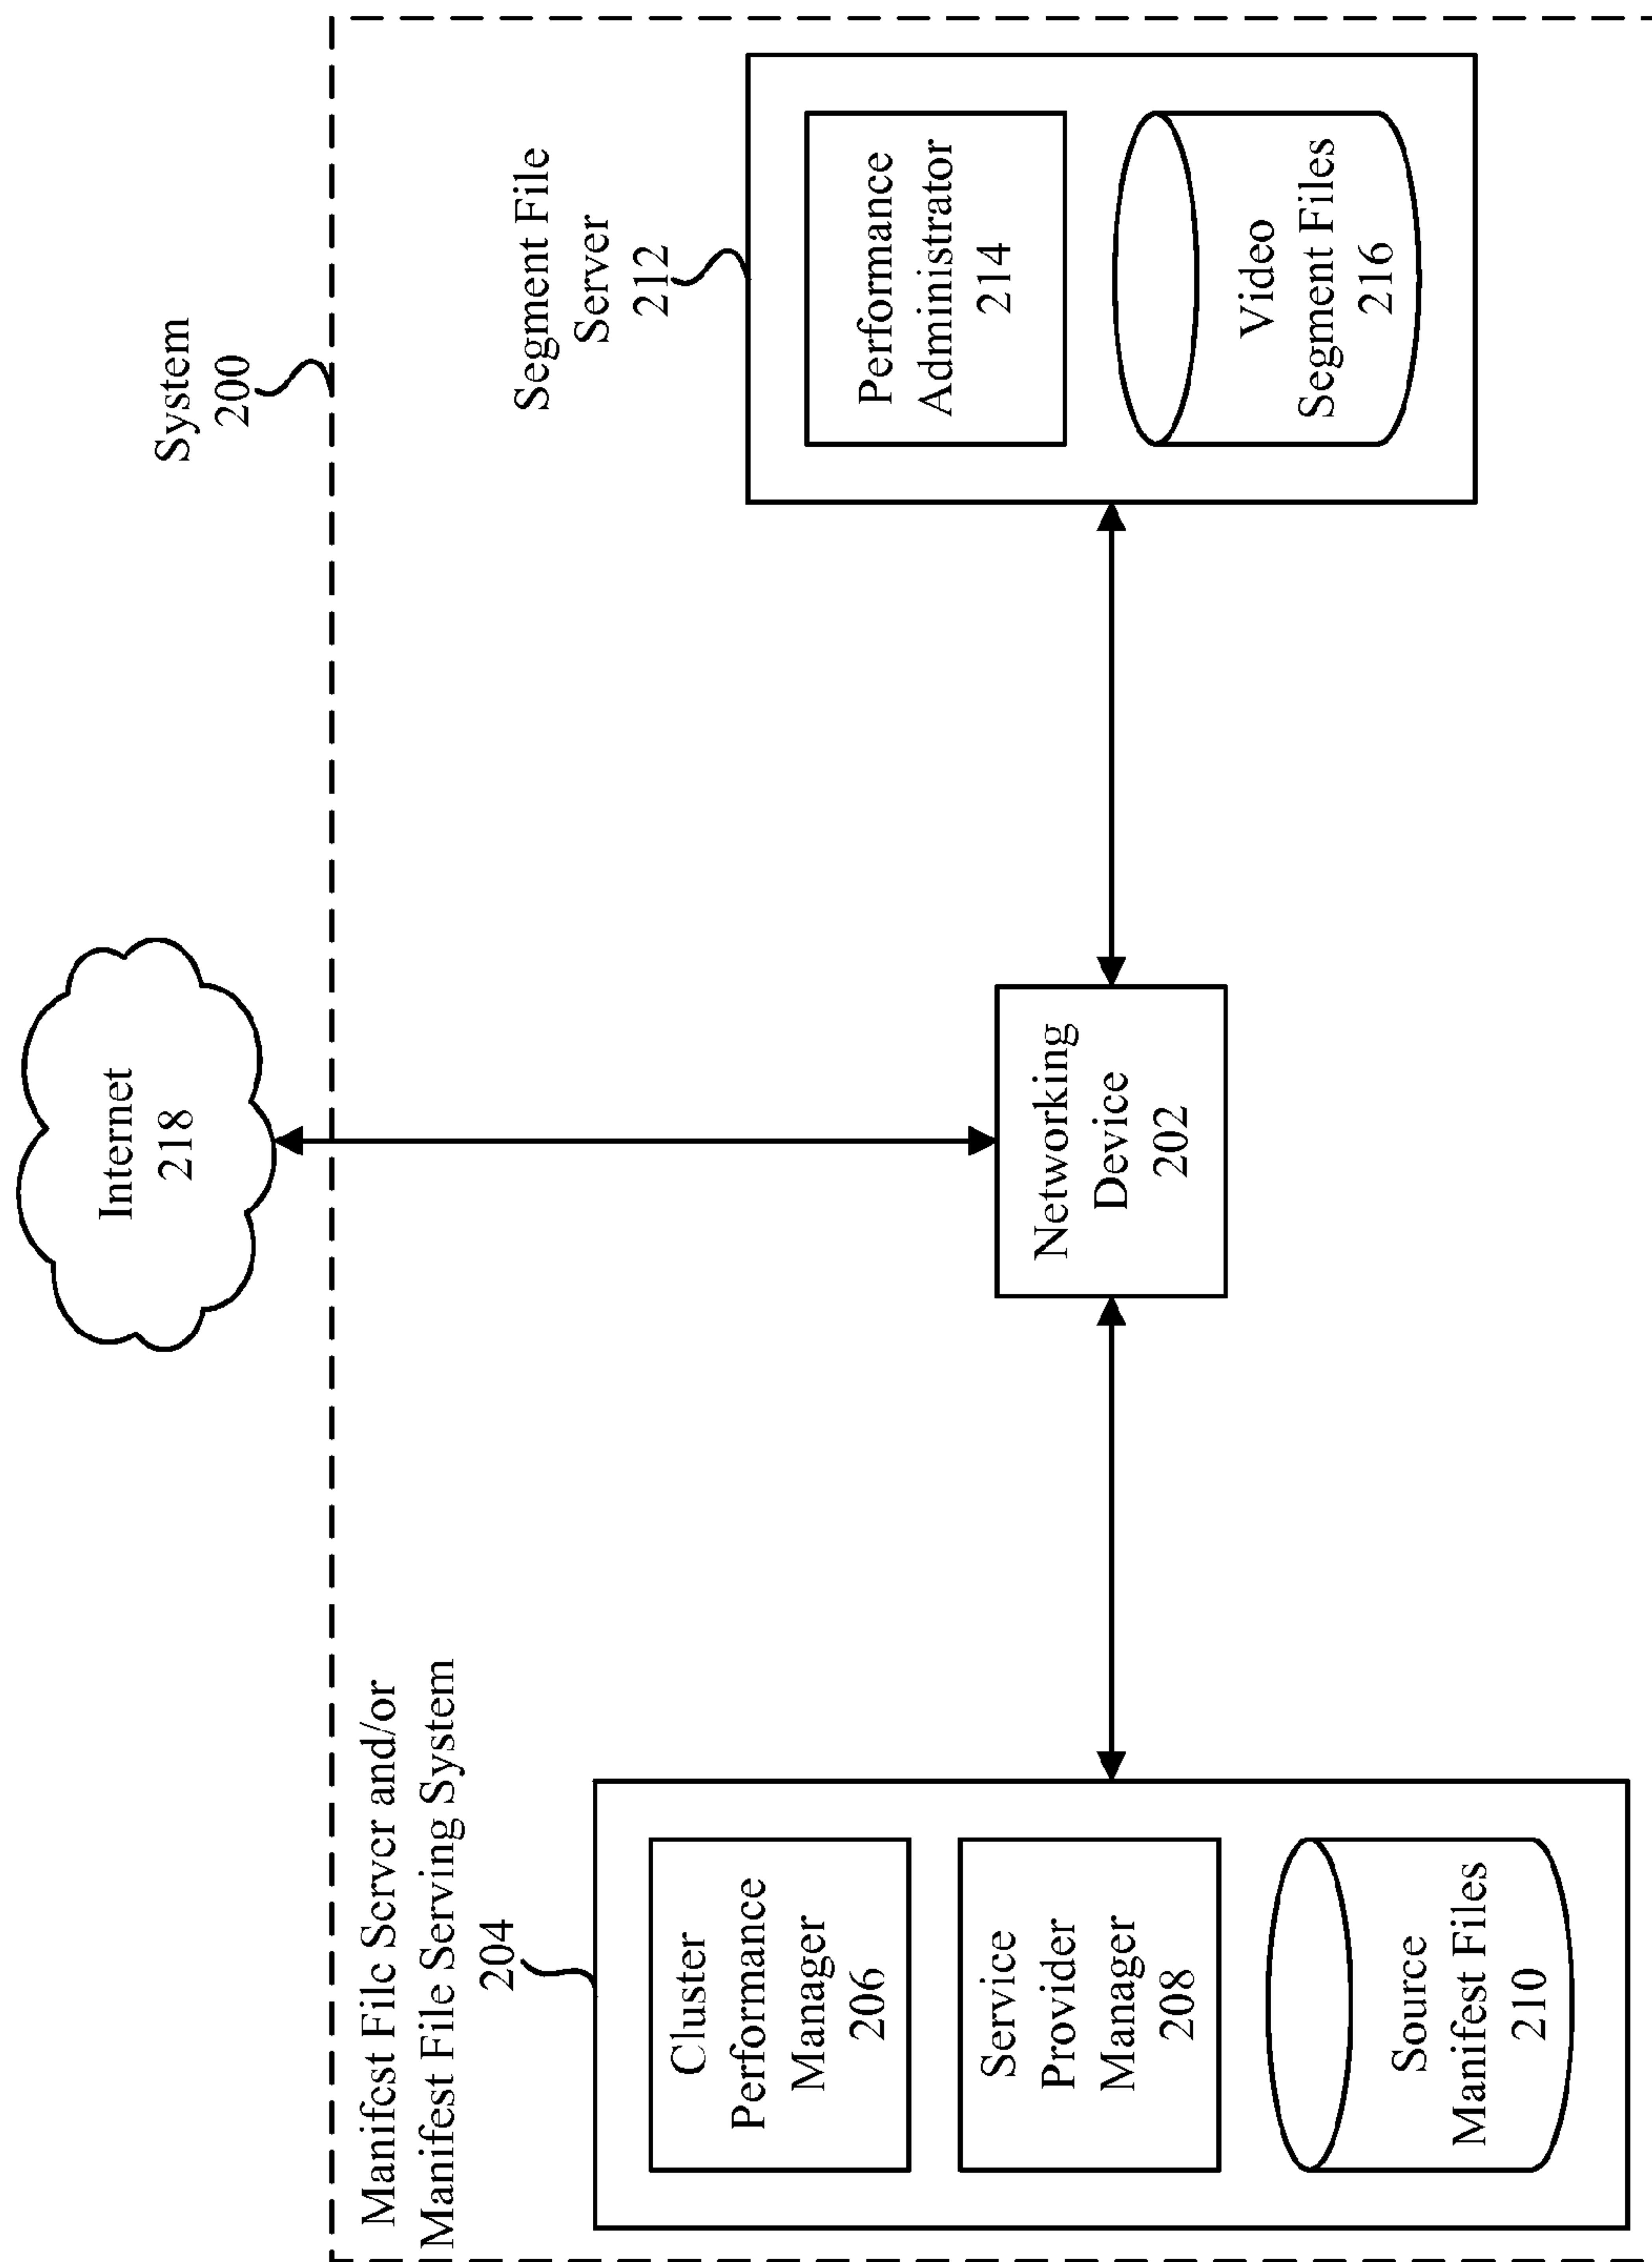 Internet
218
System
200
Manifest File Server and/or
Manifest File Serving System
204
Cluster
Performance
Manager
206
Service
Provider
Manager
208
Source
Manifest Files
210
Networking
Device
202
Segment File
Server
212
Performance
Administrator
214
Video
Segment Files
216